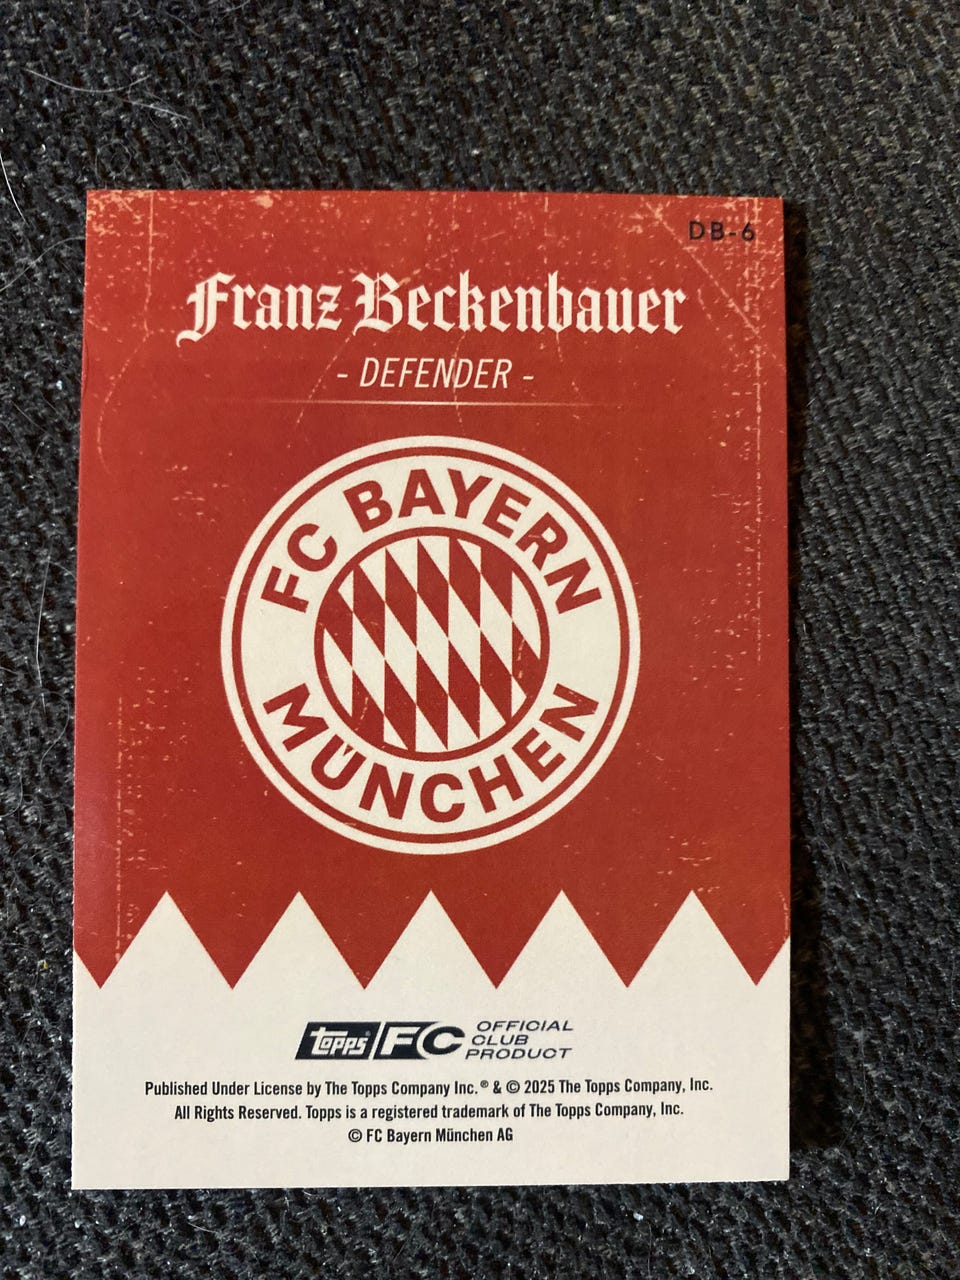 DB-6
Franz Beckenbauer
- DEFENDER -
FC BAYERN
MÜNCHEN
topps FC OFFICIAL
CLUB
PRODUCT
Published Under License by The Topps Company Inc.® & © 2025 The Topps Company, Inc.
All Rights Reserved. Topps is a registered trademark of The Topps Company, Inc.
© FC Bayern München AG